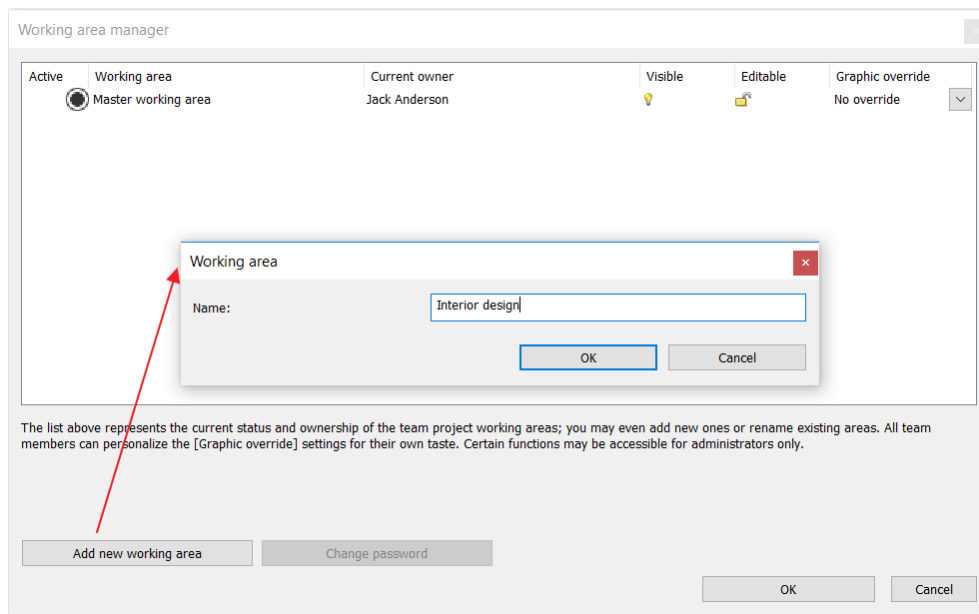 Working area manager
Active Working area Current owner Visible Editable Graphic override
Master working area Jack Anderson No override
Working area
Name: Interior design
OK Cancel
The list above represents the current status and ownership of the team project working areas; you may even add new ones or rename existing areas. All team
members can personalize the [Graphic override] settings for their own taste. Certain functions may be accessible for administrators only.
Add new working area Change password
OK Cancel